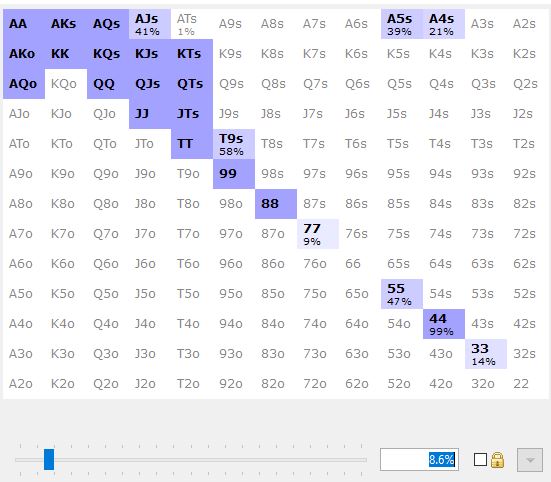 AA AKs AQs AJs ATs A9s A8s A7s A6s A5s A4s A3s A2s
41% 1% 39% 21%
AKo KK KQs KJs KTs K9s K8s K7s K6s K5s K4s K3s K2s
AQo KQo QQ QJs QTs Q9s Q8s Q7s Q6s Q5s Q4s Q3s Q2s
AJo KJo QJo JJ JTs J9s J8s J7s J6s J5s J4s J3s J2s
ATo KTo QTo JTo TT T9s T8s T7s T6s T5s T4s T3s T2s
58%
A9o K9o Q9o J9o T9o 99 98s 97s 96s 95s 94s 93s 92s
A8o K8o Q8o J8o T8o 98o 88 87s 86s 85s 84s 83s 82s
A7o K7o Q7o J7o T7o 97o 87o 77 76s 75s 74s 73s 72s
9%
A6o K6o Q6o J6o T6o 96o 86o 76o 66 65s 64s 63s 62s
A5o K5o Q5o J5o T5o 95o 85o 75o 65o 55 54s 53s 52s
47%
A4o K4o Q4o J4o T4o 94o 84o 74o 64o 54o 44 43s 42s
99%
A3o K3o Q3o J3o T3o 93o 83o 73o 63o 53o 43o 33 32s
14%
A2o K2o Q2o J2o T2o 92o 82o 72o 62o 52o 42o 32o 22
8.6%